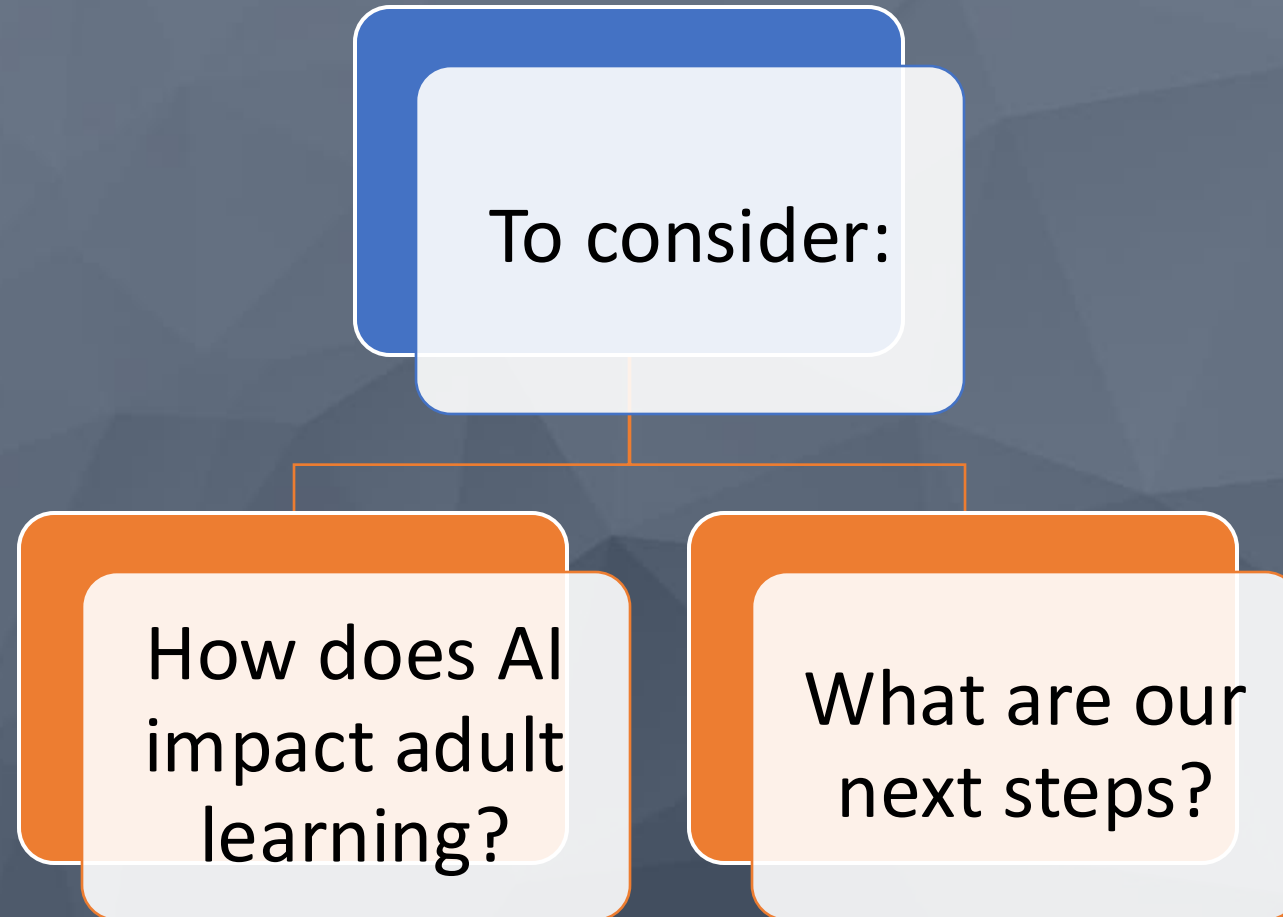 To consider:
How does AI
impact adult
learning?
What are our
next steps?